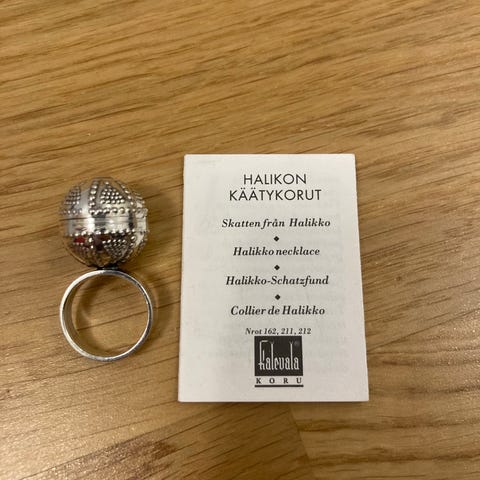 HALIKON
KÄÄTYKORUT
Skatten från Halikko
◆
Halikko necklace
◆
Halikko-Schatzfund
◆
Collier de Halikko
Nrot 162, 211, 212
Kalevala®
KORU